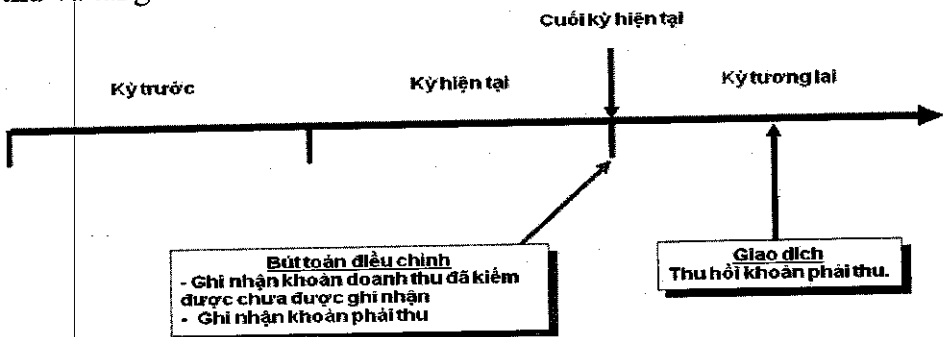 Cuối kỳ hiện tại
Kỳ trước
Kỳ hiện tại
Kỳ tương lai
Bút toán điều chỉnh
- Ghi nhận khoản doanh thu đã kiếm
được chưa được ghi nhận
- Ghi nhận khoản phải thu
Giao dịch
Thu hồi khoản phải thu.